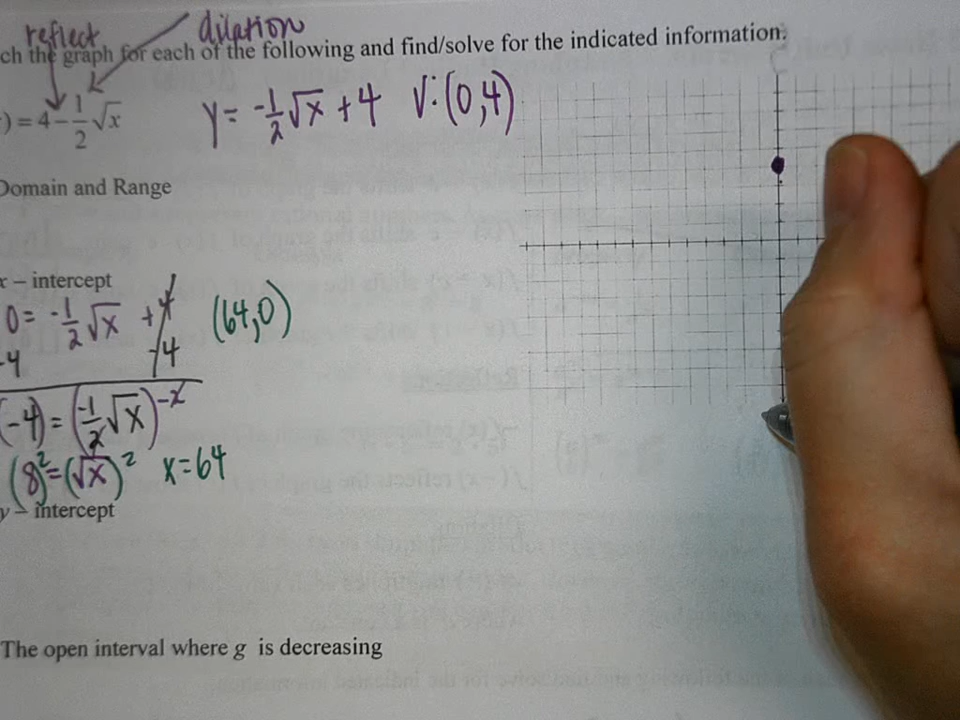 reflect dilation
ch the graph for each of the following and find/solve for the indicated information.
) = 4 - 1/2 √x y = -1/2 √x + 4 V: (0,4)
Domain and Range
x – intercept
0 = -1/2 √x + 4 (64,0)
-4 -4
(-4) = (-1/2 √x) -2
(8)² = (√x)² x = 64
y – intercept
The open interval where g is decreasing